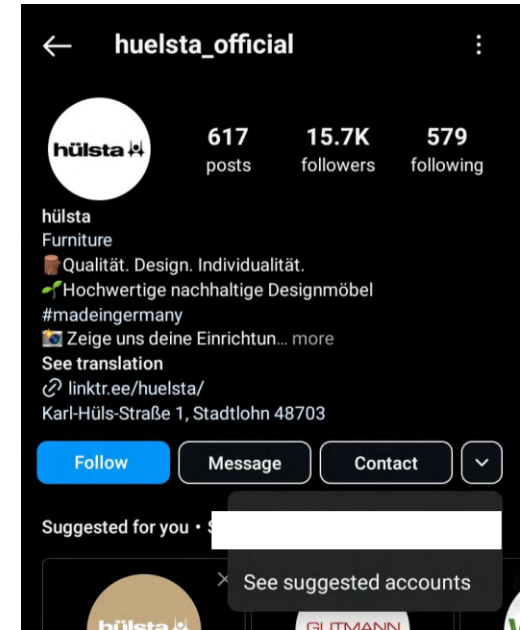 huelsta_official
hülsta
617 15.7K 579
posts followers following
hülsta
Furniture
Qualität. Design. Individualität.
Hochwertige nachhaltige Designmöbel
#madeingermany
Zeige uns deine Einrichtun... more
See translation
linktr.ee/huelsta/
Karl-Hüls-Straße 1, Stadtlohn 48703
Follow Message Contact
Suggested for you •
See suggested accounts
hülsta GUTMANN